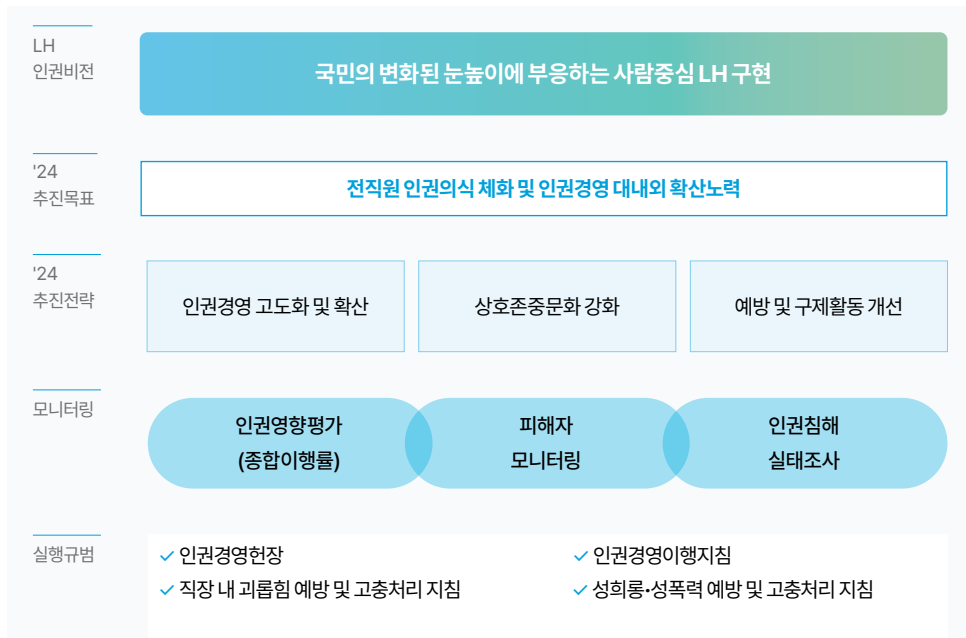 LH
인권비전
국민의 변화된 눈높이에 부응하는 사람중심 LH 구현
'24
추진목표
전직원 인권의식 체화 및 인권경영 대내외 확산노력
'24
추진전략
인권경영 고도화 및 확산
상호존중문화 강화
예방 및 구제활동 개선
모니터링
인권영향평가
(종합이행률)
피해자
모니터링
인권침해
실태조사
실행규범
✓ 인권경영헌장
✓ 인권경영이행지침
✓ 직장 내 괴롭힘 예방 및 고충처리 지침
✓ 성희롱•성폭력 예방 및 고충처리 지침